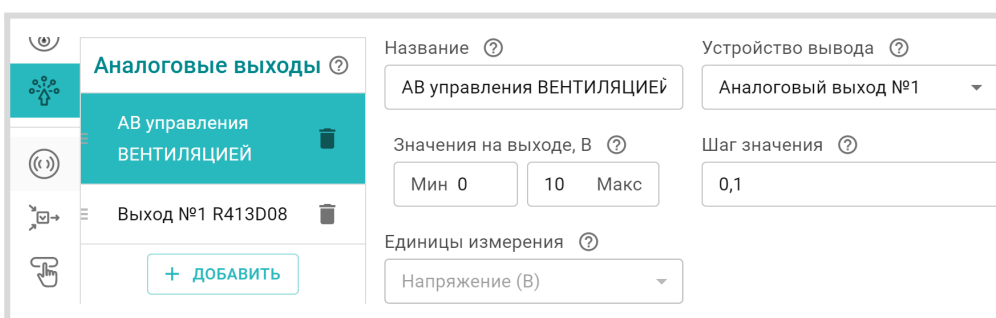 Аналоговые выходы
АВ управления
ВЕНТИЛЯЦИЕЙ
Выход №1 R413D08
+ ДОБАВИТЬ
Название
АВ управления ВЕНТИЛЯЦИЕЙ
Устройство вывода
Аналоговый выход №1
Значения на выходе, В
Мин 0
10 Макс
Шаг значения
0,1
Единицы измерения
Напряжение (В)